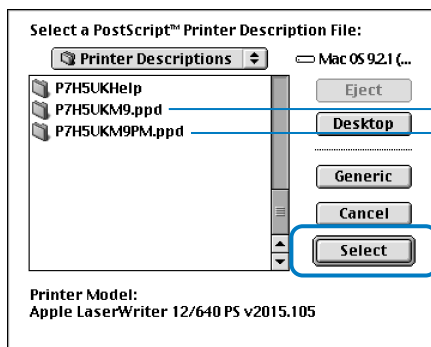 Select a PostScript™ Printer Description File:
Printer Descriptions
Mac OS 9.2.1 (...
P7H5UKHelp
P7H5UKM9.ppd
P7H5UKM9PM.ppd
Eject
Desktop
Generic
Cancel
Select
Printer Model:
Apple LaserWriter 12/640 PS v2015.105